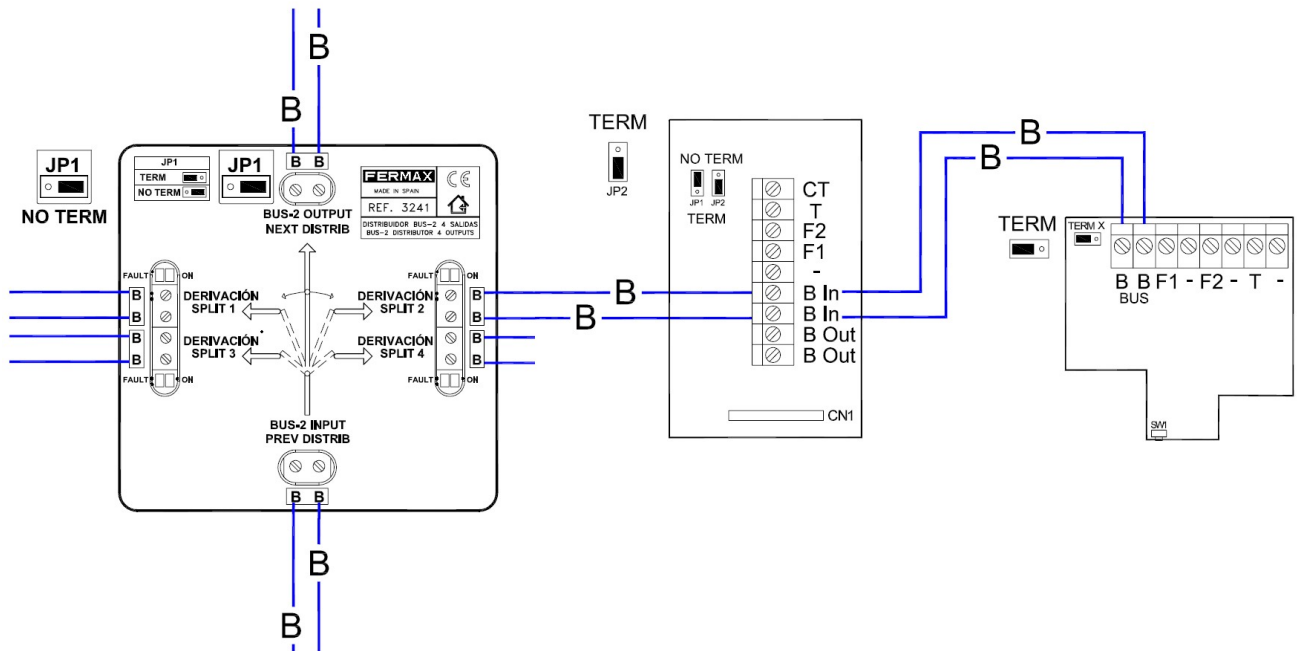 B
B
JP1
NO TERM
JP1
TERM
NO TERM
JP1
B B
FERMAX
MADE IN SPAIN
CE
REF. 3241
DISTRIBUIDOR BUS-2 4 SALIDAS
BUS-2 DISTRIBUTOR 4 OUTPUTS
BUS-2 OUTPUT
NEXT DISTRIB
FAULT ON
B
B
B
B
FAULT ON
DERIVACIÓN
SPLIT 1
DERIVACIÓN
SPLIT 3
DERIVACIÓN
SPLIT 2
DERIVACIÓN
SPLIT 4
FAULT ON
B
B
B
B
FAULT ON
BUS-2 INPUT
PREV DISTRIB
B B
B
B
B
B
TERM
JP2
NO TERM
JP1 JP2
TERM
CT
T
F2
F1
-
B In
B In
B Out
B Out
CN1
B
B
TERM
TERM X
B B F1 - F2 - T -
BUS
SW1